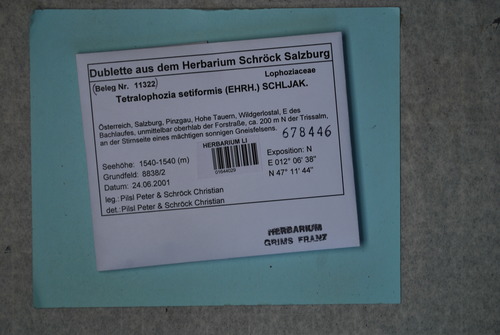 Dublette aus dem Herbarium Schröck Salzburg
Beleg Nr. 11322 Lophoziaceae
Tetralophozia setiformis (EHRH.) SCHLJAK.
Österreich, Salzburg, Pinzgau, Hohe Tauern, Wildgerlostal, E des
Bachlaufes, unmittelbar oberhlab der Forstraße, ca. 200 m N der Trissalm,
an der Stirnseite eines mächtigen sonnigen Gneisfelsens.
678446
HERBARIUM LI
Seehöhe: 1540-1540 (m) Exposition: N
Grundfeld: 8838/2 E 012° 06' 38"
Datum: 24.06.2001 N 47° 11' 44"
leg.: Pilsl Peter & Schröck Christian
det.: Pilsl Peter & Schröck Christian
HERBARIUM
GRIMS FRANZ